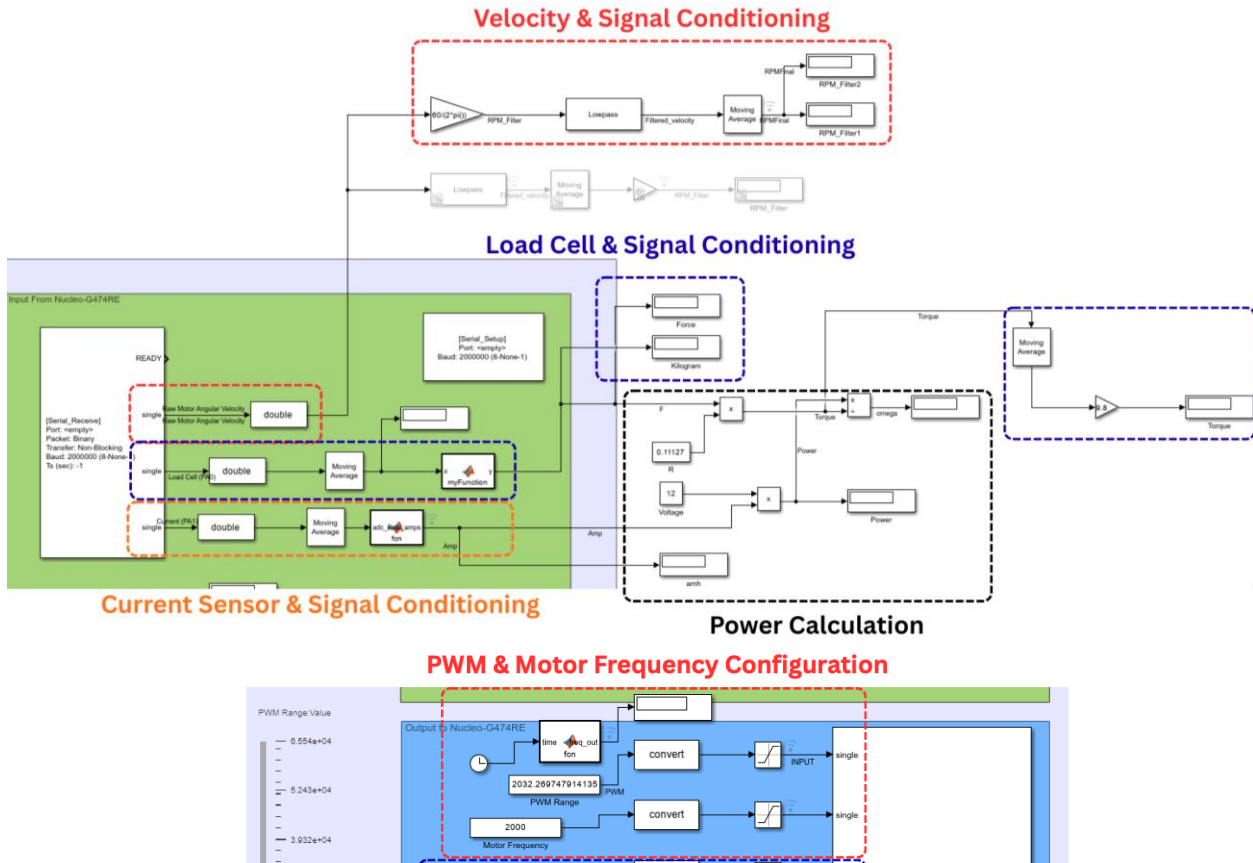 Velocity & Signal Conditioning
RPMFinal
RPM_Filter2
60/(2*pi())
RPM_Filter
Lowpass
Filtered_velocity
Moving
Average
RPMFinal
RPM_Filter1
Lowpass
Filtered_velocity
Moving
Average
RPM_Filter
RPM_Filter
Load Cell & Signal Conditioning
Input From Nucleo-G474RE
READY
[Serial_Setup]
Port: <empty>
Baud: 2000000 (8-None-1)
Force
Kilogram
Torque
Moving
Average
9.8
Torque
[Serial_Receive]
Port: <empty>
Packet: Binary
Transfer: Non-Blocking
Baud: 2000000 (8-None-1)
Ts (sec): -1
single
Raw Motor Angular Velocity
Raw Motor Angular Velocity
double
single
Load Cell (PA0)
double
Moving
Average
x
y
myFunction
single
Current (PA1)
double
Moving
Average
amps
fcn
Amp
Amp
F
x
Torque
x
÷
omega
0.11127
R
Power
12
Voltage
x
Power
amh
Current Sensor & Signal Conditioning
Power Calculation
PWM & Motor Frequency Configuration
PWM Range:Value
6.554e+04
5.243e+04
3.932e+04
Output to Nucleo-G474RE
time
freq_out
fcn
2032.269747914135
PWM
PWM Range
convert
INPUT
single
2000
Motor Frequency
convert
single